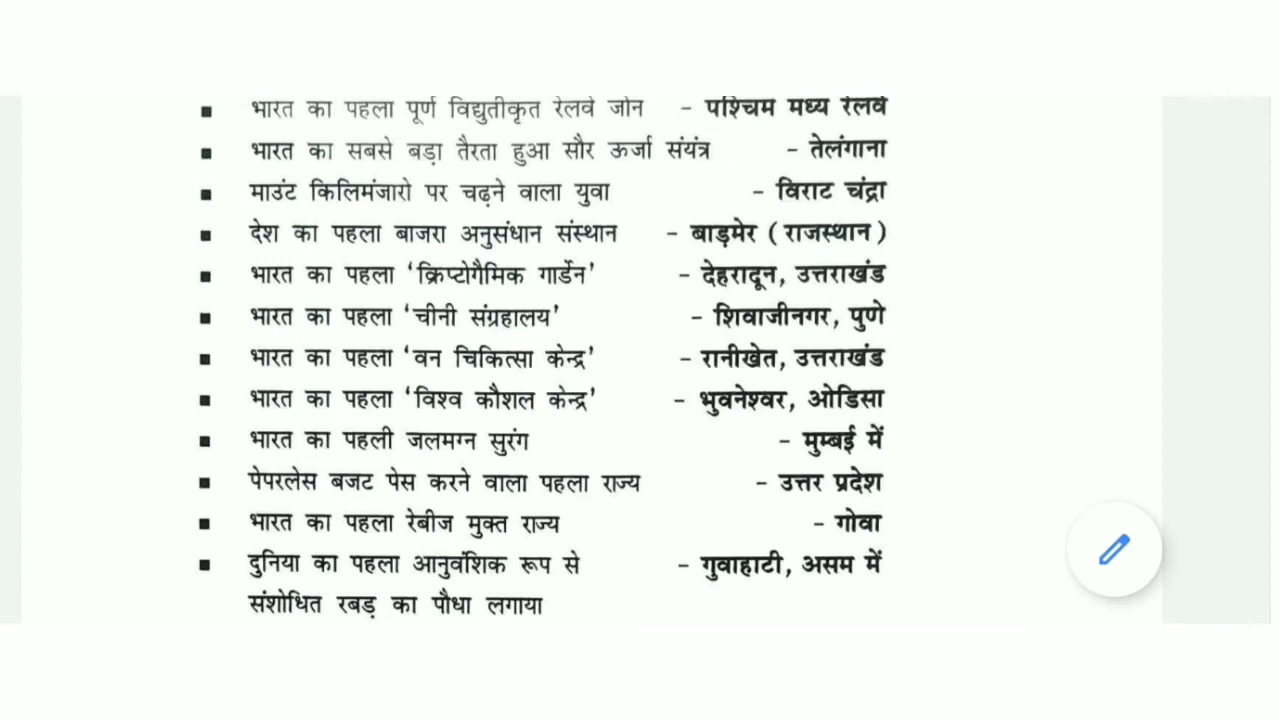 ▪ भारत का पहला पूर्ण विद्युतीकृत रेलवे जोन - पश्चिम मध्य रेलवे
▪ भारत का सबसे बड़ा तैरता हुआ सौर ऊर्जा संयंत्र - तेलंगाना
▪ माउंट किलिमंजारो पर चढ़ने वाला युवा - विराट चंद्रा
▪ देश का पहला बाजरा अनुसंधान संस्थान - बाड़मेर ( राजस्थान )
▪ भारत का पहला ‘क्रिप्टोगैमिक गार्डेन’ - देहरादून, उत्तराखंड
▪ भारत का पहला ‘चीनी संग्रहालय’ - शिवाजीनगर, पुणे
▪ भारत का पहला ‘वन चिकित्सा केन्द्र’ - रानीखेत, उत्तराखंड
▪ भारत का पहला ‘विश्व कौशल केन्द्र’ - भुवनेश्वर, ओडिसा
▪ भारत का पहली जलमग्न सुरंग - मुम्बई में
▪ पेपरलेस बजट पेस करने वाला पहला राज्य - उत्तर प्रदेश
▪ भारत का पहला रेबीज मुक्त राज्य - गोवा
▪ दुनिया का पहला आनुवंशिक रूप से - गुवाहाटी, असम में
संशोधित रबड़ का पौधा लगाया